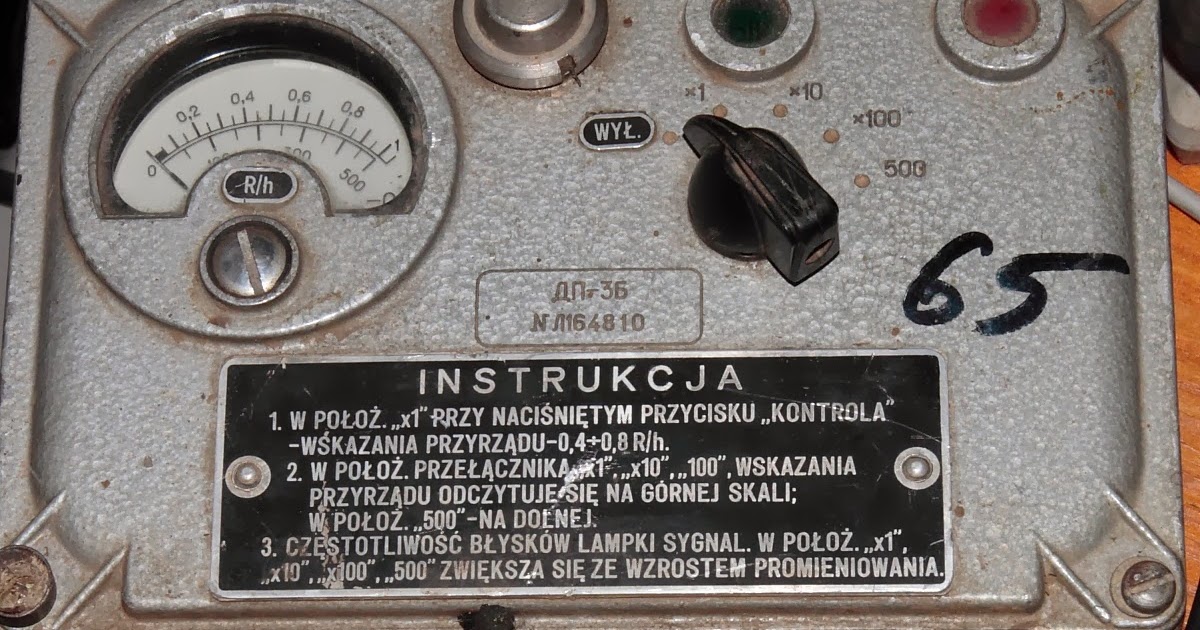 0,2 0,4 0,6 0,8 1
0 300 500
R/h
WYŁ.
×1 ×10 ×100 500
65
ДП-3Б
№ Л164810
INSTRUKCJA
1. W POŁOŻ. „x1" PRZY NACIŚNIĘTYM PRZYCISKU „KONTROLA"
-WSKAZANIA PRZYRZĄDU-0,4÷0,8 R/h.
2. W POŁOŻ. PRZEŁĄCZNIKA „x1", „x10", „100", WSKAZANIA
PRZYRZĄDU ODCZYTUJE SIĘ NA GÓRNEJ SKALI;
W POŁOŻ. „500"-NA DOLNEJ.
3. CZĘSTOTLIWOŚĆ BŁYSKÓW LAMPKI SYGNAL. W POŁOŻ. „x1",
„x10", „x100", „500" ZWIĘKSZA SIĘ ZE WZROSTEM PROMIENIOWANIA.